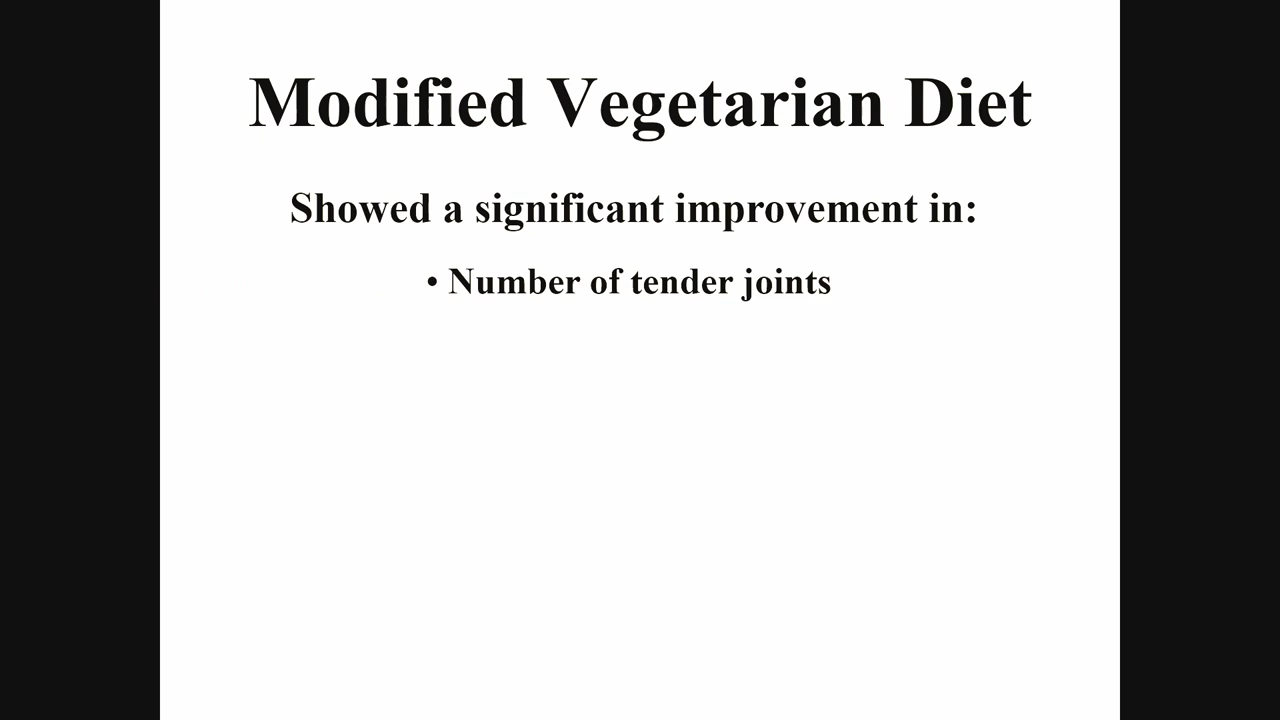 Modified Vegetarian Diet
Showed a significant improvement in:
• Number of tender joints